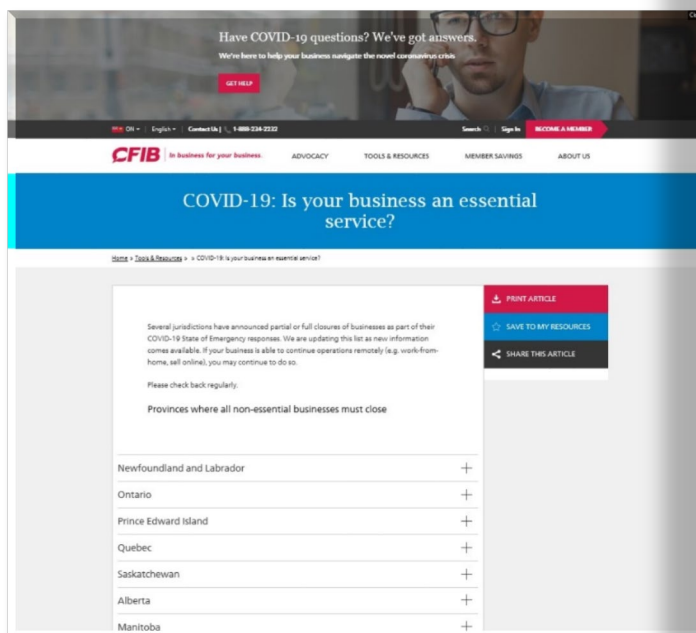 Have COVID-19 questions? We've got answers.
We're here to help your business navigate the novel coronavirus crisis
GET HELP
ON | English | Contact Us | 1-888-234-2232 Search | Sign In BECOME A MEMBER
CFIB In business for your business. ADVOCACY TOOLS & RESOURCES MEMBER SAVINGS ABOUT US
COVID-19: Is your business an essential
service?
Home » Tools & Resources » » COVID-19: Is your business an essential service?
PRINT ARTICLE
SAVE TO MY RESOURCES
SHARE THIS ARTICLE
Several jurisdictions have announced partial or full closures of businesses as part of their
COVID-19 State of Emergency responses. We are updating this list as new information
comes available. If your business is able to continue operations remotely (e.g. work-from-
home, sell online), you may continue to do so.
Please check back regularly.
Provinces where all non-essential businesses must close
Newfoundland and Labrador
Ontario
Prince Edward Island
Quebec
Saskatchewan
Alberta
Manitoba